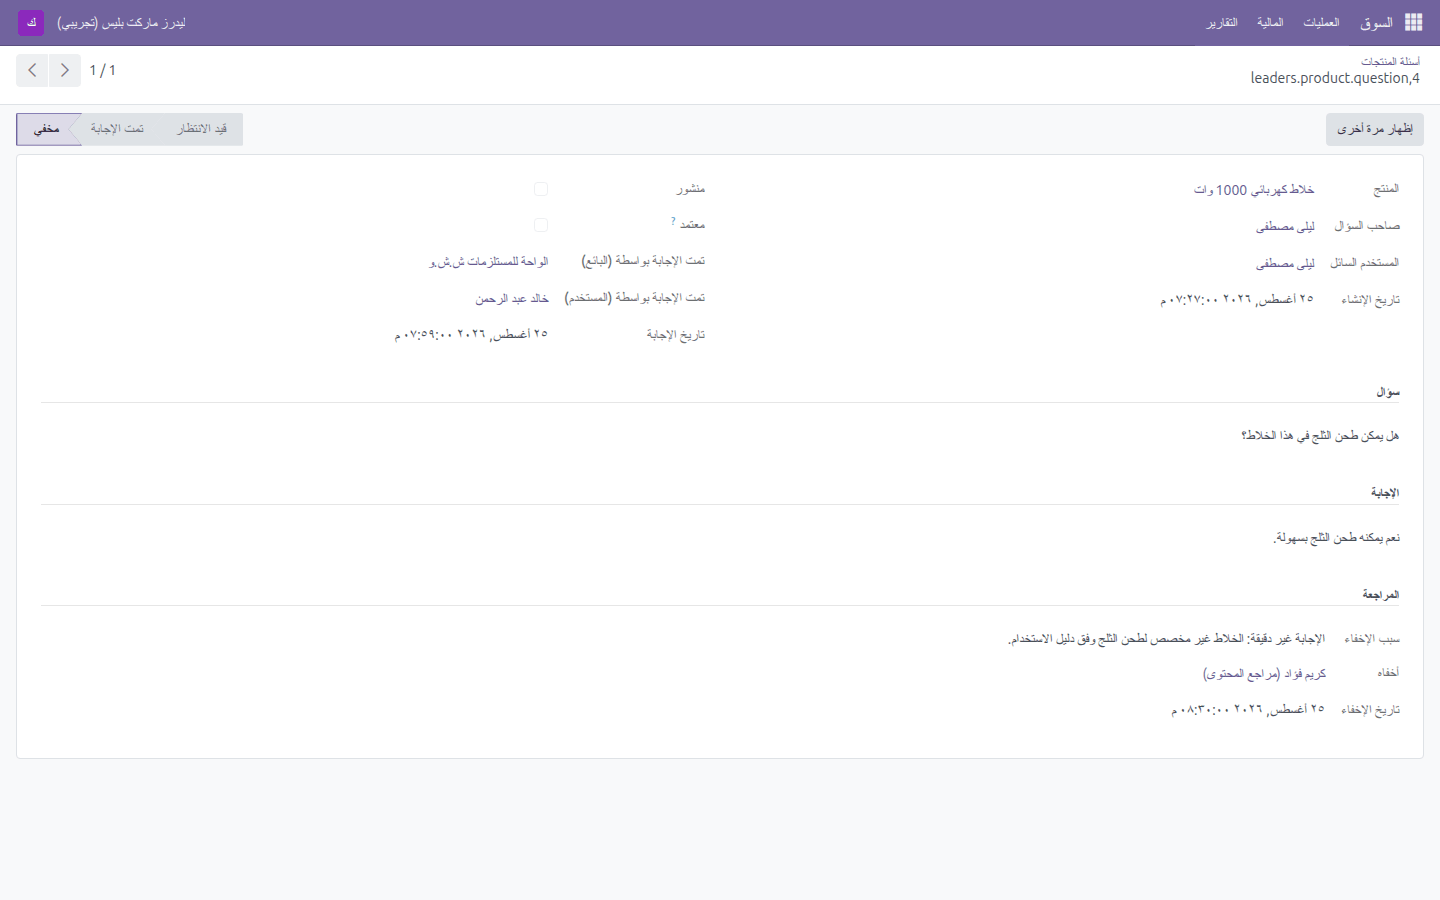 السوق
العمليات
المالية
التقارير
ليدرز ماركت بليس (تجريبي)
ك
أسئلة المنتجات
leaders.product.question,4
1 / 1
إظهار مرة أخرى
قيد الانتظار
تمت الإجابة
مخفي
المنتج
خلاط كهربائي 1000 وات
صاحب السؤال
ليلى مصطفى
المستخدم السائل
ليلى مصطفى
تاريخ الإنشاء
٢٥ أغسطس, ٢٠٢٦ ٠٧:٢٧:٠٠ م
منشور
معتمد ?
تمت الإجابة بواسطة (البائع)
الواحة للمستلزمات ش.ش.و
تمت الإجابة بواسطة (المستخدم)
خالد عبد الرحمن
تاريخ الإجابة
٢٥ أغسطس, ٢٠٢٦ ٠٧:٥٩:٠٠ م
سؤال
هل يمكن طحن الثلج في هذا الخلاط؟
الإجابة
نعم يمكنه طحن الثلج بسهولة.
المراجعة
سبب الإخفاء
الإجابة غير دقيقة: الخلاط غير مخصص لطحن الثلج وفق دليل الاستخدام.
أخفاه
كريم فؤاد (مراجع المحتوى)
تاريخ الإخفاء
٢٥ أغسطس, ٢٠٢٦ ٠٨:٣٠:٠٠ م